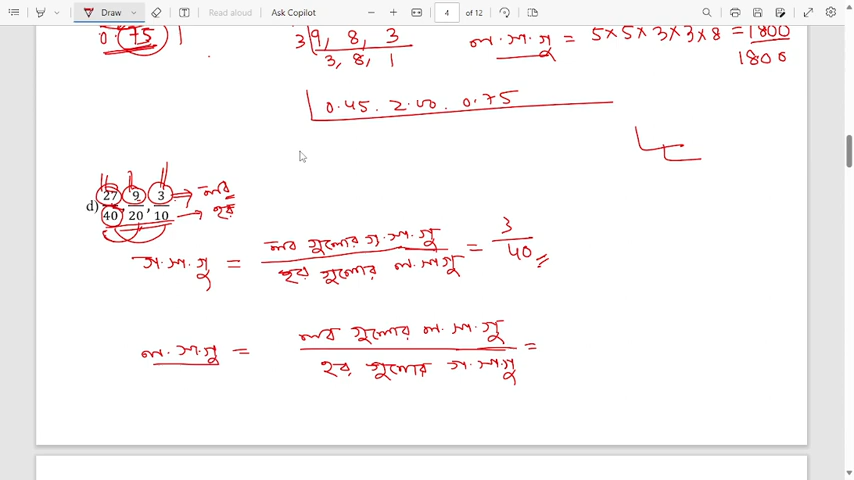 Draw
Read aloud
Ask Copilot
4 of 12
0.75 |
3 9, 8, 3
3, 8, 1
ল.সা.গু = 5×5×3×3×8 = 1800
1800
0.45. 2.40. 0.75
d) 27/40, 9/20, 3/10 → লব
→ হর
গ.সা.গু = লব গুলোর গ.সা.গু / হর গুলোর ল.সা.গু = 3/40
ল.সা.গু = লব গুলোর ল.সা.গু / হর গুলোর গ.সা.গু =